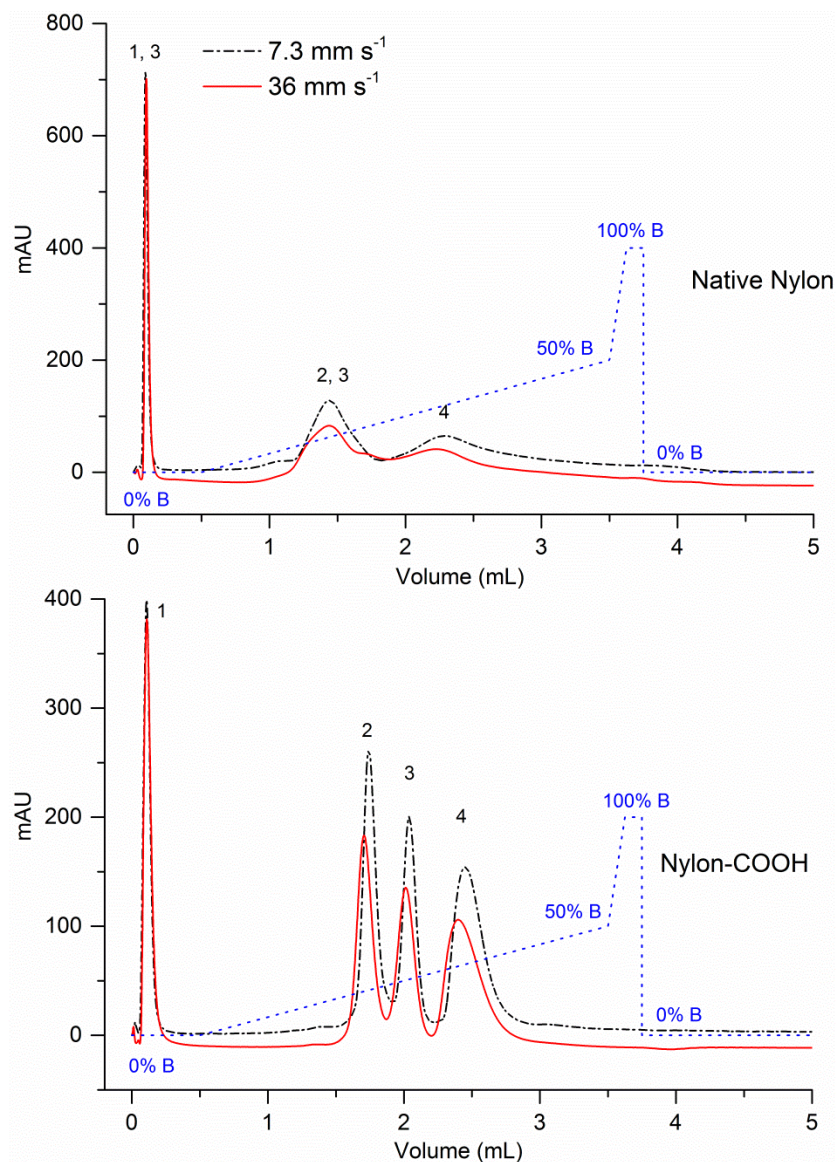 800
1, 3
7.3 mm s⁻¹
36 mm s⁻¹
600
mAU
400
100% B
Native Nylon
50% B
200
2, 3
4
0
0% B
0% B
0
1
2
3
4
5
Volume (mL)
400
1
300
2
3
mAU
200
4
100% B
Nylon-COOH
50% B
100
0
0% B
0% B
0
1
2
3
4
5
Volume (mL)